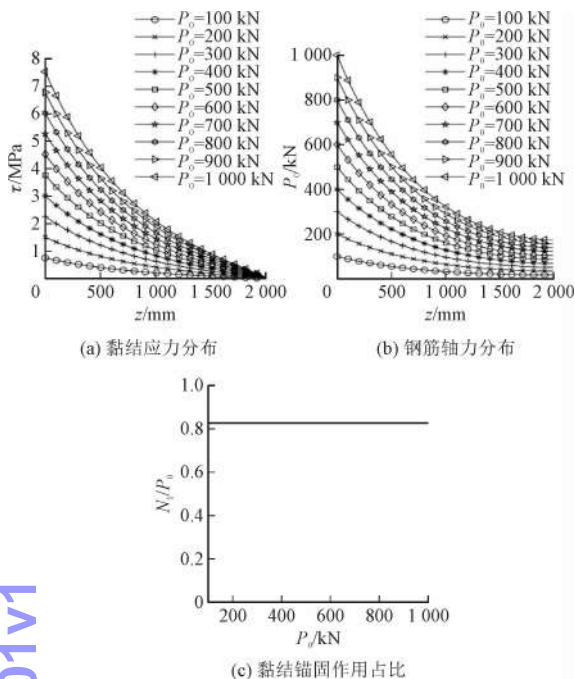 P₀=100 kN
P₀=200 kN
P₀=300 kN
P₀=400 kN
P₀=500 kN
P₀=600 kN
P₀=700 kN
P₀=800 kN
P₀=900 kN
P₀=1 000 kN
8
7
6
5
4
3
2
1
τ/MPa
0 500 1 000 1 500 2 000
z/mm
(a) 黏结应力分布
P₀=100 kN
P₀=200 kN
P₀=300 kN
P₀=400 kN
P₀=500 kN
P₀=600 kN
P₀=700 kN
P₀=800 kN
P₀=900 kN
P₀=1 000 kN
1 000
800
600
400
200
0 500 1 000 1 500 2 000
z/mm
(b) 钢筋轴力分布
1.0
0.8
0.6
0.4
0.2
0
200 400 600 800 1 000
P₀/kN
(c) 黏结锚固作用占比
01v1